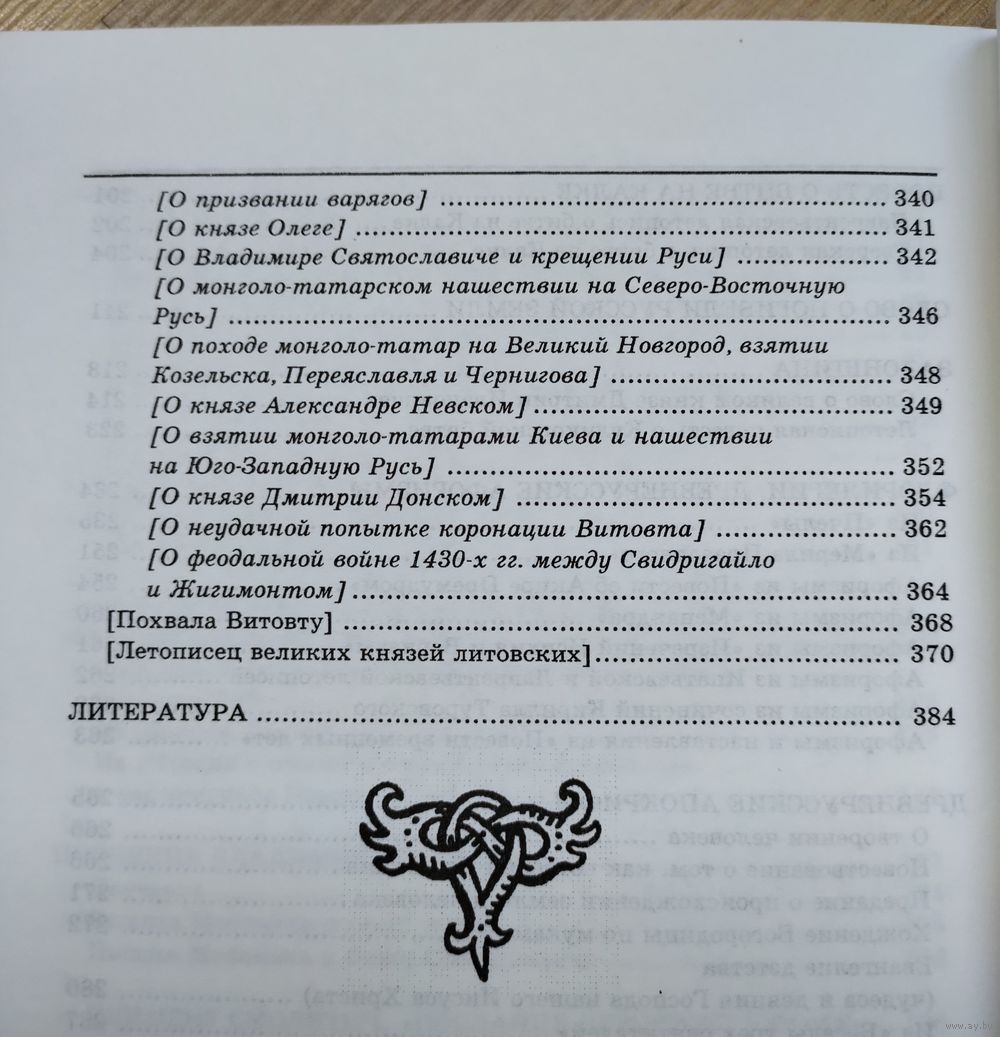 [О призвании варягов] .......... 340
[О князе Олеге] .......... 341
[О Владимире Святославиче и крещении Руси] .......... 342
[О монголо-татарском нашествии на Северо-Восточную
Русь] .......... 346
[О походе монголо-татар на Великий Новгород, взятии
Козельска, Переяславля и Чернигова] .......... 348
[О князе Александре Невском] .......... 349
[О взятии монголо-татарами Киева и нашествии
на Юго-Западную Русь] .......... 352
[О князе Дмитрии Донском] .......... 354
[О неудачной попытке коронации Витовта] .......... 362
[О феодальной войне 1430-х гг. между Свидригайло
и Жигимонтом] .......... 364
[Похвала Витовту] .......... 368
[Летописец великих князей литовских] .......... 370
ЛИТЕРАТУРА .......... 384
www.ay.by